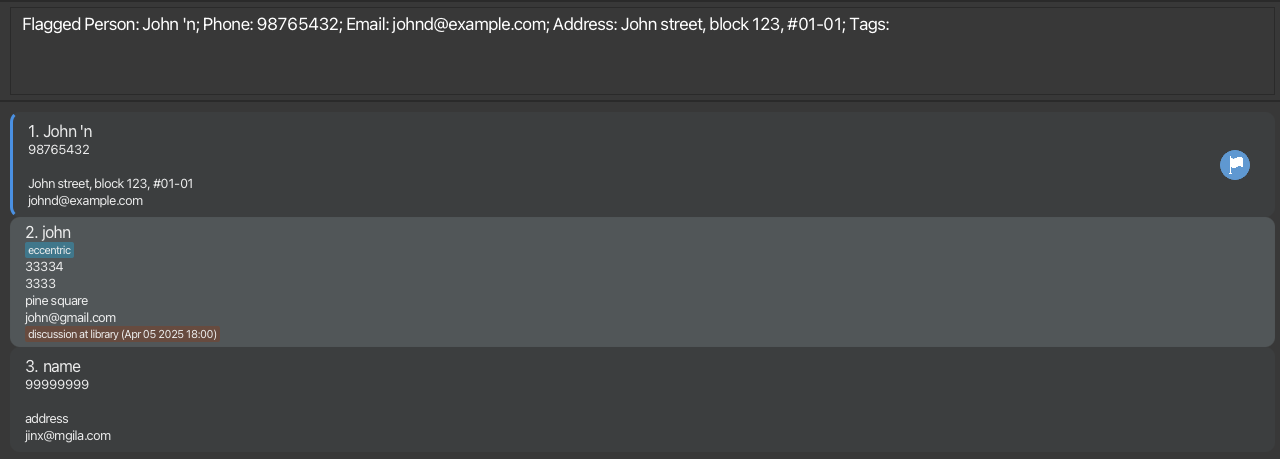 Flagged Person: John 'n; Phone: 98765432; Email: johnd@example.com; Address: John street, block 123, #01-01; Tags:
1. John 'n
98765432
John street, block 123, #01-01
johnd@example.com
2. john
eccentric
33334
3333
pine square
john@gmail.com
discussion at library (Apr 05 2025 18:00)
3. name
99999999
address
jinx@mgila.com